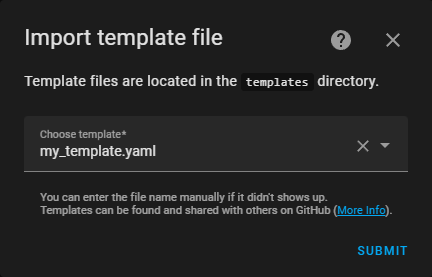 Import template file
Template files are located in the templates directory.
Choose template*
my_template.yaml
You can enter the file name manually if it didn't shows up.
Templates can be found and shared with others on GitHub (More Info).
SUBMIT